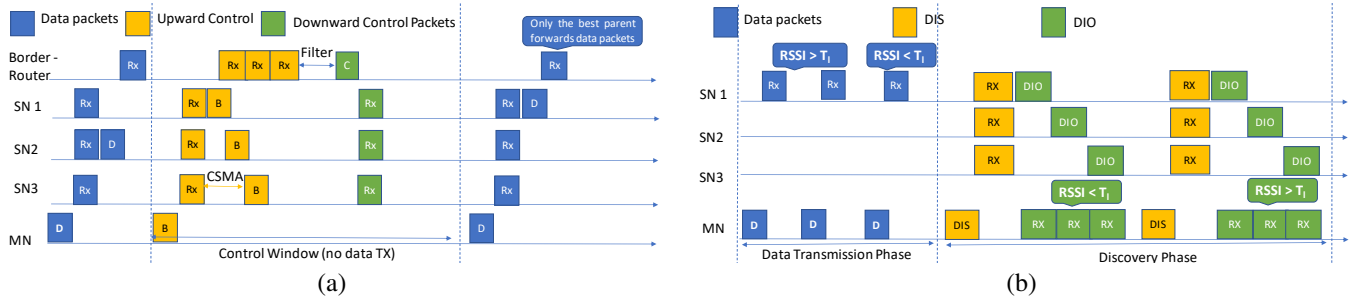 Data packets
Upward Control
Downward Control Packets
Only the best parent
forwards data packets
Border -
Router
Rx
Rx Rx Rx
Filter
C
Rx
SN 1
Rx
Rx B
Rx
Rx D
SN2
Rx D
Rx
B
Rx
Rx
SN3
Rx
Rx
CSMA
B
Rx
Rx
MN
D
B
D
Control Window (no data TX)
(a)
Data packets
DIS
DIO
RSSI > T_I
RSSI < T_I
SN 1
Rx
Rx
Rx
RX DIO
RX DIO
SN2
RX
DIO
RX
DIO
SN3
RX
DIO
RX
DIO
RSSI < T_I
RSSI > T_I
MN
D
D
D
DIS
RX RX RX
DIS
RX RX RX
Data Transmission Phase
Discovery Phase
(b)